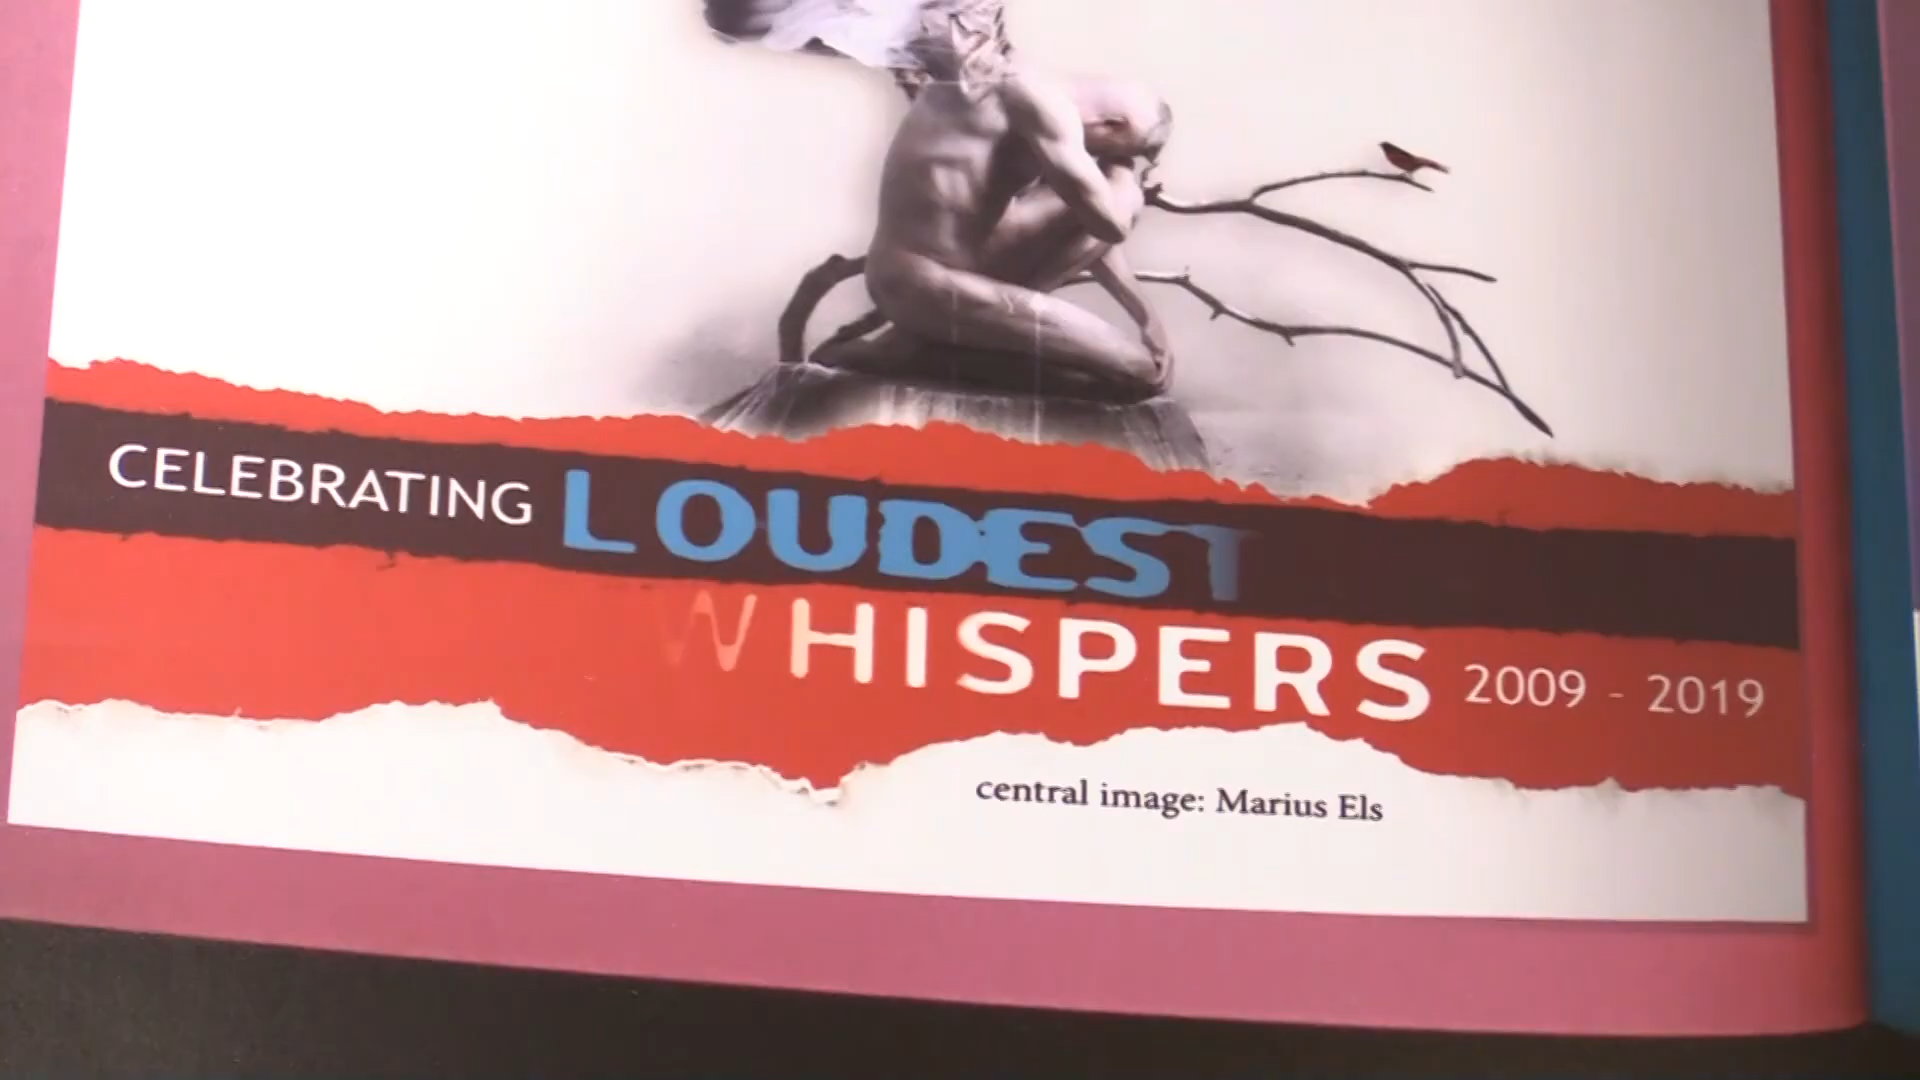 CELEBRATING LOUDEST
WHISPERS 2009 - 2019
central image: Marius Els